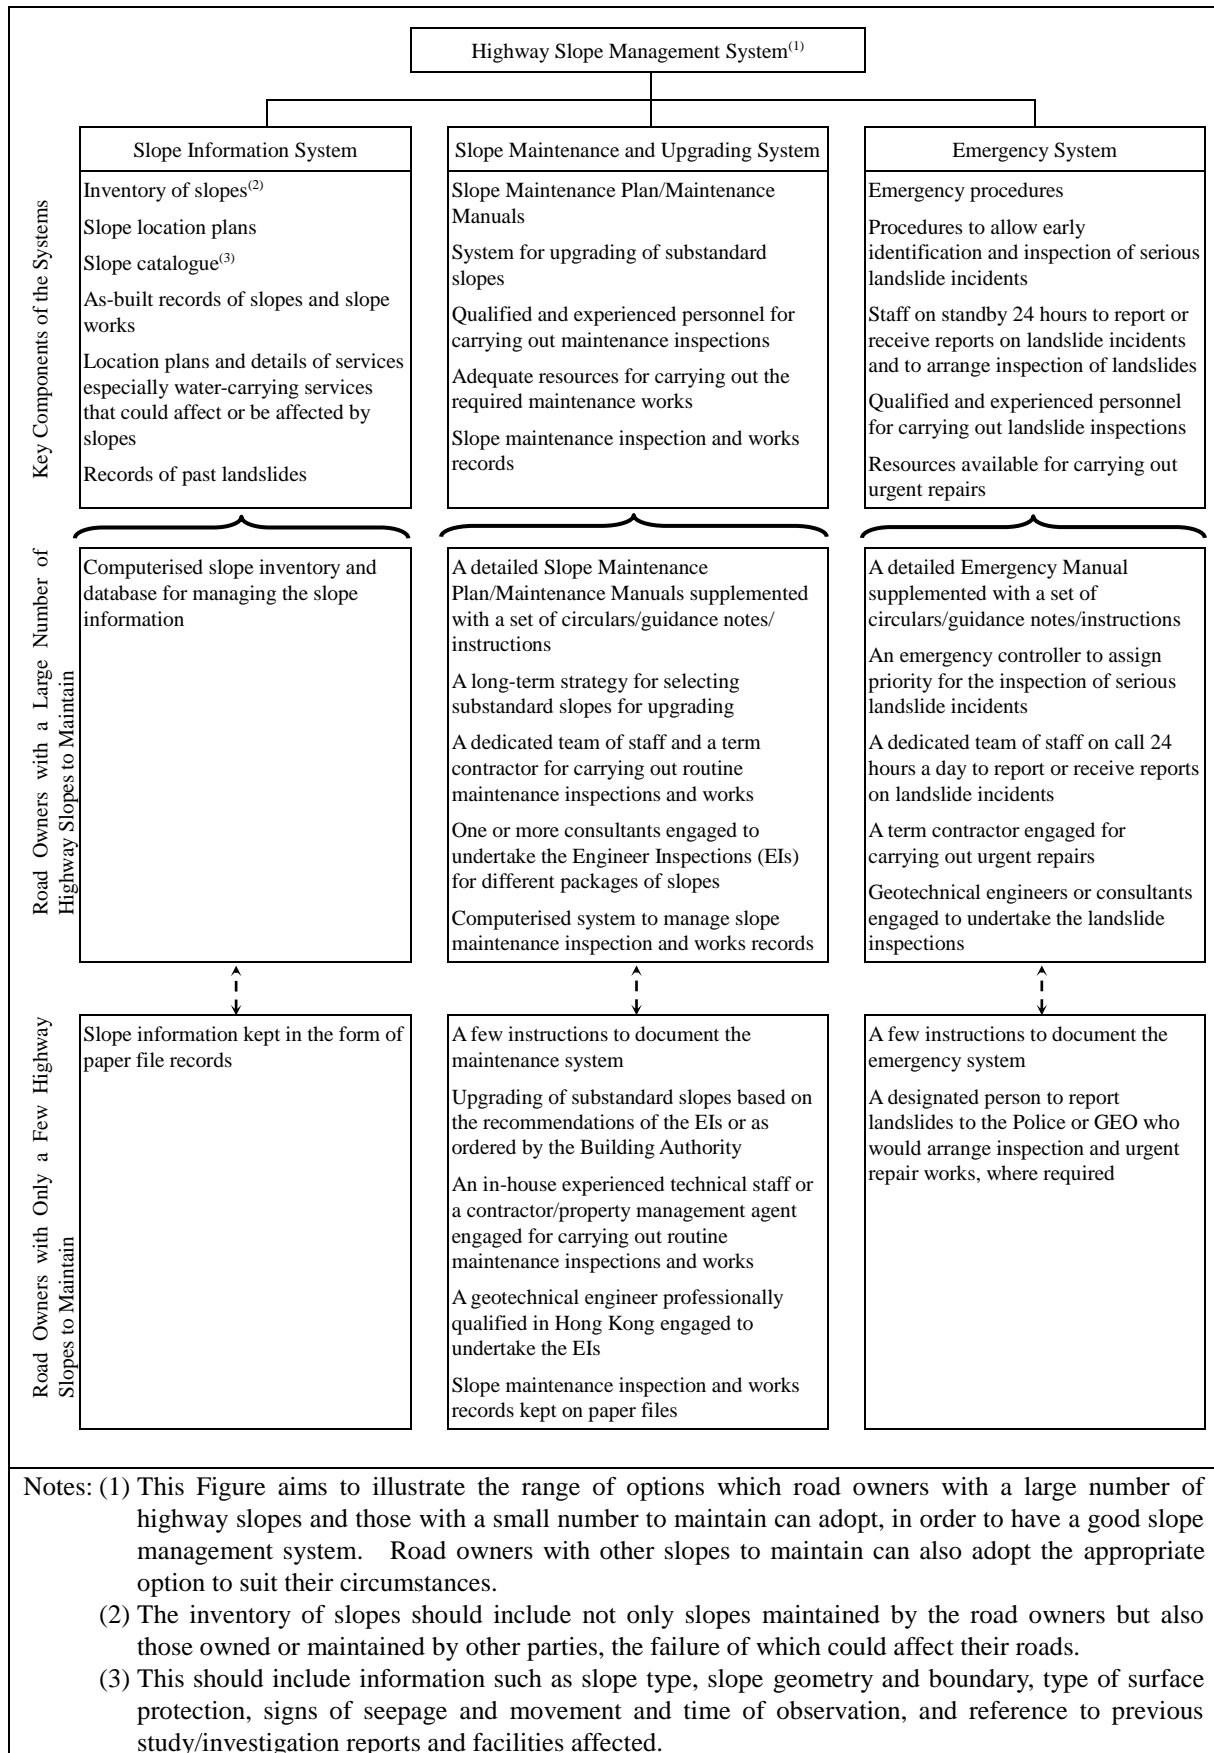 Highway Slope Management System(1)
Key Components of the Systems
Slope Information System
Inventory of slopes(2)
Slope location plans
Slope catalogue(3)
As-built records of slopes and slope
works
Location plans and details of services
especially water-carrying services
that could affect or be affected by
slopes
Records of past landslides
Slope Maintenance and Upgrading System
Slope Maintenance Plan/Maintenance
Manuals
System for upgrading of substandard
slopes
Qualified and experienced personnel for
carrying out maintenance inspections
Adequate resources for carrying out the
required maintenance works
Slope maintenance inspection and works
records
Emergency System
Emergency procedures
Procedures to allow early
identification and inspection of serious
landslide incidents
Staff on standby 24 hours to report or
receive reports on landslide incidents
and to arrange inspection of landslides
Qualified and experienced personnel
for carrying out landslide inspections
Resources available for carrying out
urgent repairs
Road Owners with a Large Number of
Highway Slopes to Maintain
Computerised slope inventory and
database for managing the slope
information
A detailed Slope Maintenance
Plan/Maintenance Manuals supplemented
with a set of circulars/guidance notes/
instructions
A long-term strategy for selecting
substandard slopes for upgrading
A dedicated team of staff and a term
contractor for carrying out routine
maintenance inspections and works
One or more consultants engaged to
undertake the Engineer Inspections (EIs)
for different packages of slopes
Computerised system to manage slope
maintenance inspection and works records
A detailed Emergency Manual
supplemented with a set of
circulars/guidance notes/instructions
An emergency controller to assign
priority for the inspection of serious
landslide incidents
A dedicated team of staff on call 24
hours a day to report or receive reports
on landslide incidents
A term contractor engaged for
carrying out urgent repairs
Geotechnical engineers or consultants
engaged to undertake the landslide
inspections
Road Owners with Only a Few Highway
Slopes to Maintain
Slope information kept in the form of
paper file records
A few instructions to document the
maintenance system
Upgrading of substandard slopes based on
the recommendations of the EIs or as
ordered by the Building Authority
An in-house experienced technical staff or
a contractor/property management agent
engaged for carrying out routine
maintenance inspections and works
A geotechnical engineer professionally
qualified in Hong Kong engaged to
undertake the EIs
Slope maintenance inspection and works
records kept on paper files
A few instructions to document the
emergency system
A designated person to report
landslides to the Police or GEO who
would arrange inspection and urgent
repair works, where required
Notes: (1) This Figure aims to illustrate the range of options which road owners with a large number of
highway slopes and those with a small number to maintain can adopt, in order to have a good slope
management system. Road owners with other slopes to maintain can also adopt the appropriate
option to suit their circumstances.
(2) The inventory of slopes should include not only slopes maintained by the road owners but also
those owned or maintained by other parties, the failure of which could affect their roads.
(3) This should include information such as slope type, slope geometry and boundary, type of surface
protection, signs of seepage and movement and time of observation, and reference to previous
study/investigation reports and facilities affected.